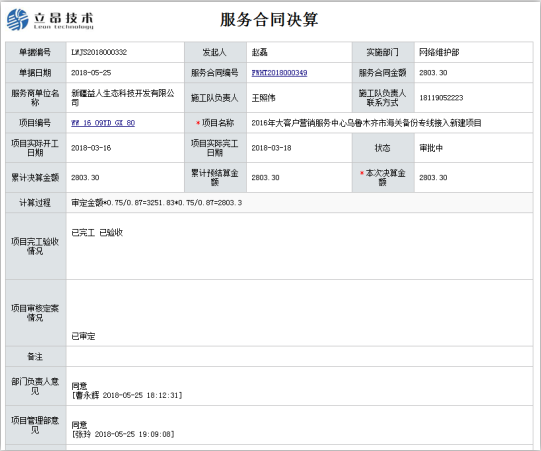 立昂技术
Leon technology
服务合同决算
单据编号 LWJS2018000332 发起人 赵磊 实施部门 网络维护部
单据日期 2018-05-25 服务合同编号 FWHT2018000349 服务合同金额 2803.30
服务商单位名称 新疆益人生态科技开发有限公司 施工队负责人 王照伟 施工队负责人联系方式 18119052223
项目编号 WW_16_09YD_GX_80 *项目名称 2016年大客户营销服务中心乌鲁木齐市海关备份专线接入新建项目
项目实际开工日期 2018-03-16 项目实际完工日期 2018-03-18 状态 审批中
累计决算金额 2803.30 累计预结算金额 2803.30 *本次决算金额 2803.30
计算过程 审定金额*0.75/0.87=3251.83*0.75/0.87=2803.3
项目完工验收情况 已完工 已验收
项目审核定案情况 已审定
备注
部门负责人意见 同意
[曹永辉 2018-05-25 18:12:31]
项目管理部意见 同意
[张玲 2018-05-25 19:09:08]